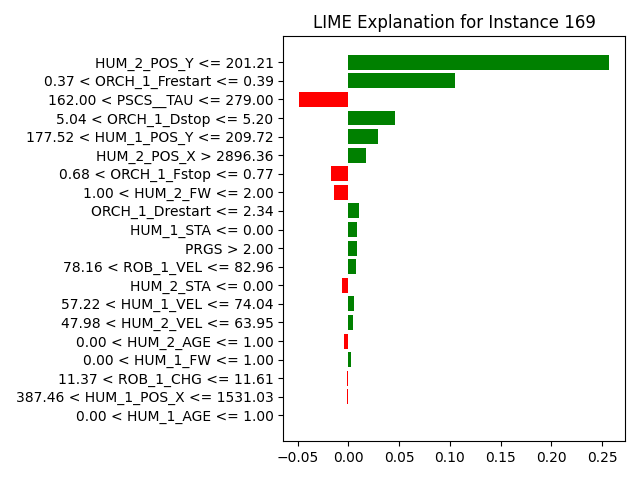 LIME Explanation for Instance 169
HUM_2_POS_Y <= 201.21
0.37 < ORCH_1_Frestart <= 0.39
162.00 < PSCS__TAU <= 279.00
5.04 < ORCH_1_Dstop <= 5.20
177.52 < HUM_1_POS_Y <= 209.72
HUM_2_POS_X > 2896.36
0.68 < ORCH_1_Fstop <= 0.77
1.00 < HUM_2_FW <= 2.00
ORCH_1_Drestart <= 2.34
HUM_1_STA <= 0.00
PRGS > 2.00
78.16 < ROB_1_VEL <= 82.96
HUM_2_STA <= 0.00
57.22 < HUM_1_VEL <= 74.04
47.98 < HUM_2_VEL <= 63.95
0.00 < HUM_2_AGE <= 1.00
0.00 < HUM_1_FW <= 1.00
11.37 < ROB_1_CHG <= 11.61
387.46 < HUM_1_POS_X <= 1531.03
0.00 < HUM_1_AGE <= 1.00
−0.05 0.00 0.05 0.10 0.15 0.20 0.25